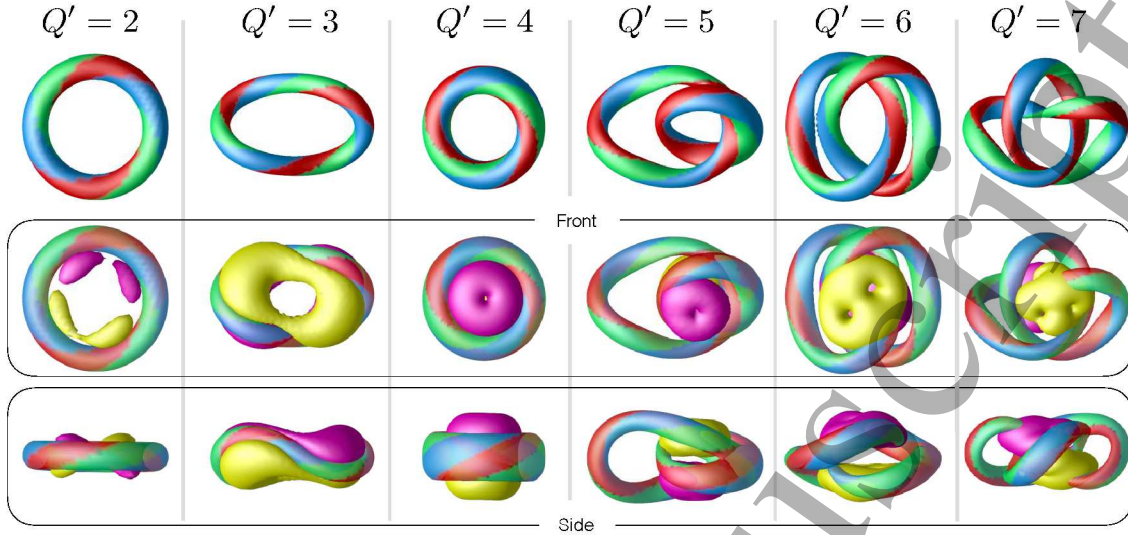 Q′ = 2 Q′ = 3 Q′ = 4 Q′ = 5 Q′ = 6 Q′ = 7
Front
Side